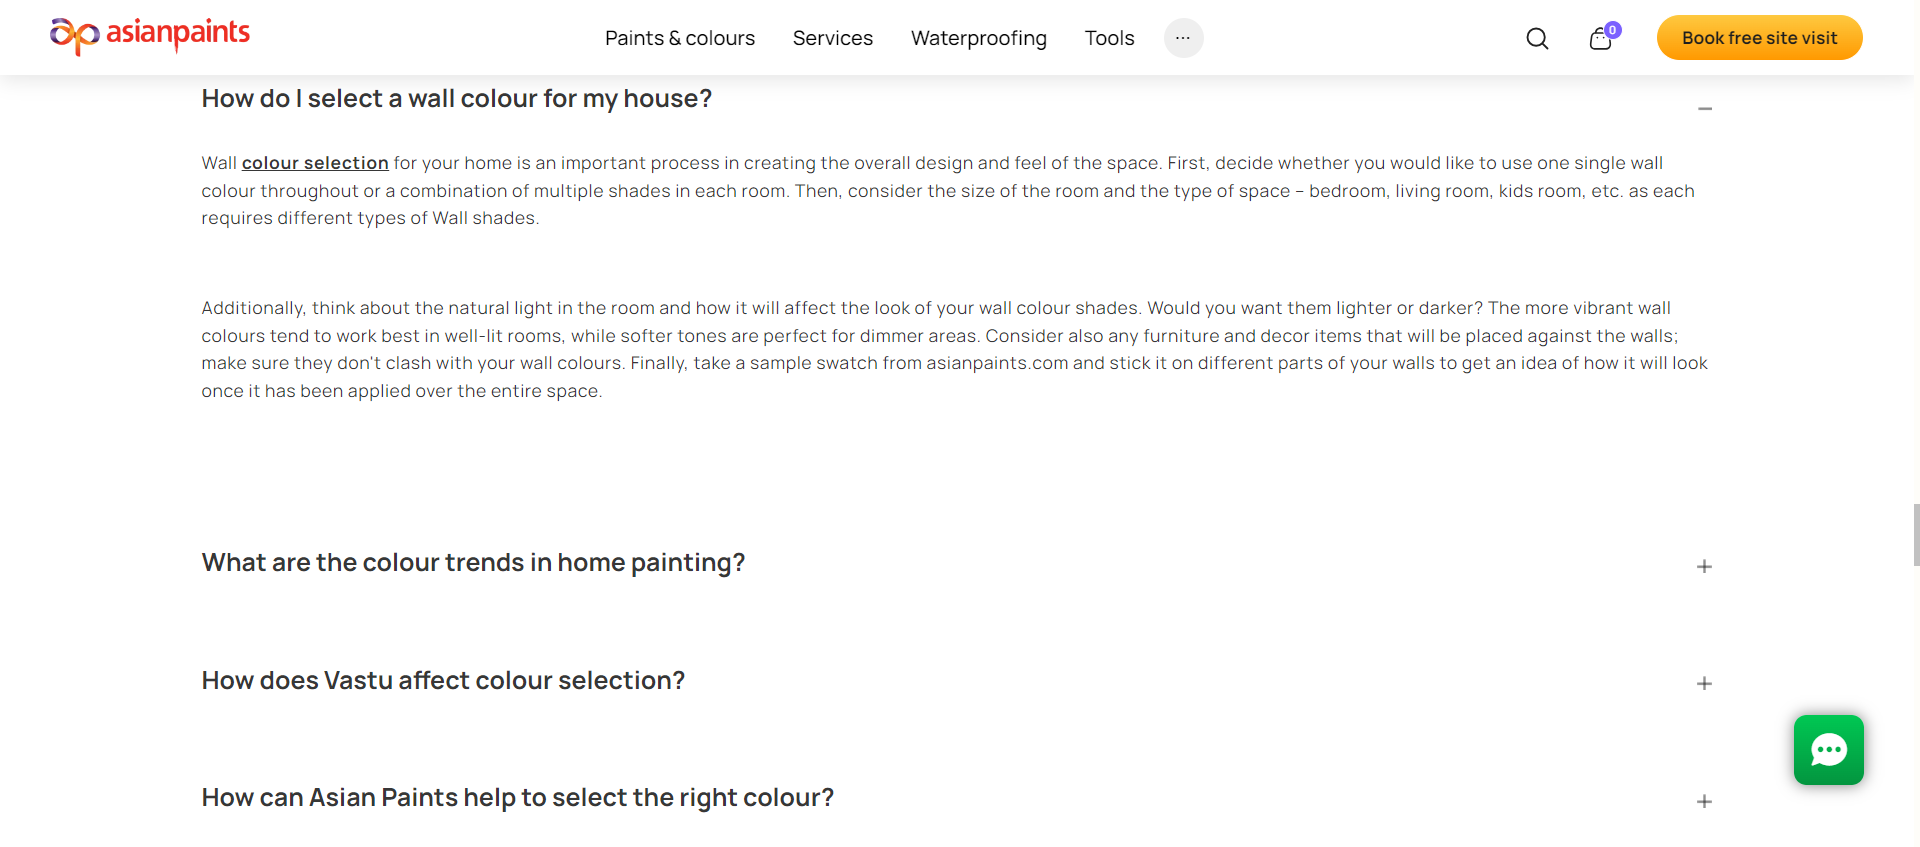 asianpaints
Paints & colours
Services
Waterproofing
Tools
...
0
Book free site visit
How do I select a wall colour for my house?
Wall colour selection for your home is an important process in creating the overall design and feel of the space. First, decide whether you would like to use one single wall
colour throughout or a combination of multiple shades in each room. Then, consider the size of the room and the type of space – bedroom, living room, kids room, etc. as each
requires different types of Wall shades.
Additionally, think about the natural light in the room and how it will affect the look of your wall colour shades. Would you want them lighter or darker? The more vibrant wall
colours tend to work best in well-lit rooms, while softer tones are perfect for dimmer areas. Consider also any furniture and decor items that will be placed against the walls;
make sure they don't clash with your wall colours. Finally, take a sample swatch from asianpaints.com and stick it on different parts of your walls to get an idea of how it will look
once it has been applied over the entire space.
What are the colour trends in home painting?
How does Vastu affect colour selection?
How can Asian Paints help to select the right colour?